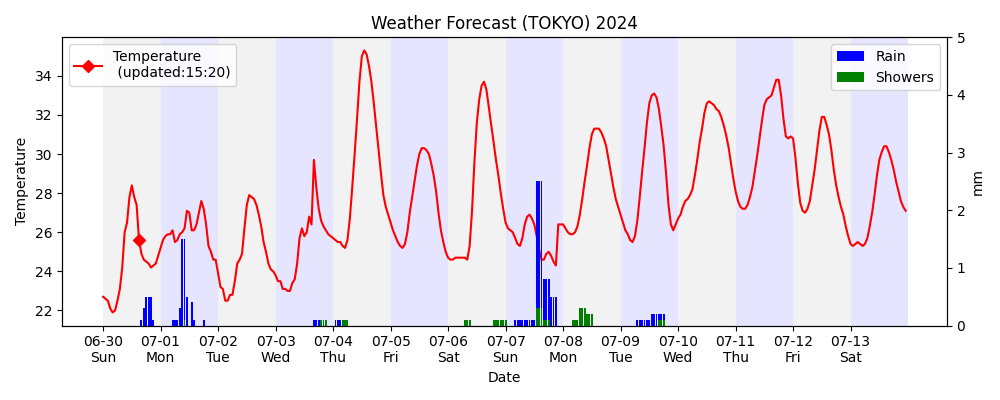 Weather Forecast (TOKYO) 2024
Temperature
(updated:15:20)
Rain
Showers
Temperature
34
32
30
28
26
24
22
5
4
3
2
1
0
mm
06-30 07-01 07-02 07-03 07-04 07-05 07-06 07-07 07-08 07-09 07-10 07-11 07-12 07-13
Sun Mon Tue Wed Thu Fri Sat Sun Mon Tue Wed Thu Fri Sat
Date